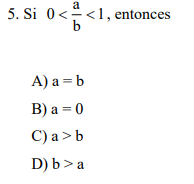 5. Si 0 < a/b < 1, entonces
A) a = b
B) a = 0
C) a > b
D) b > a